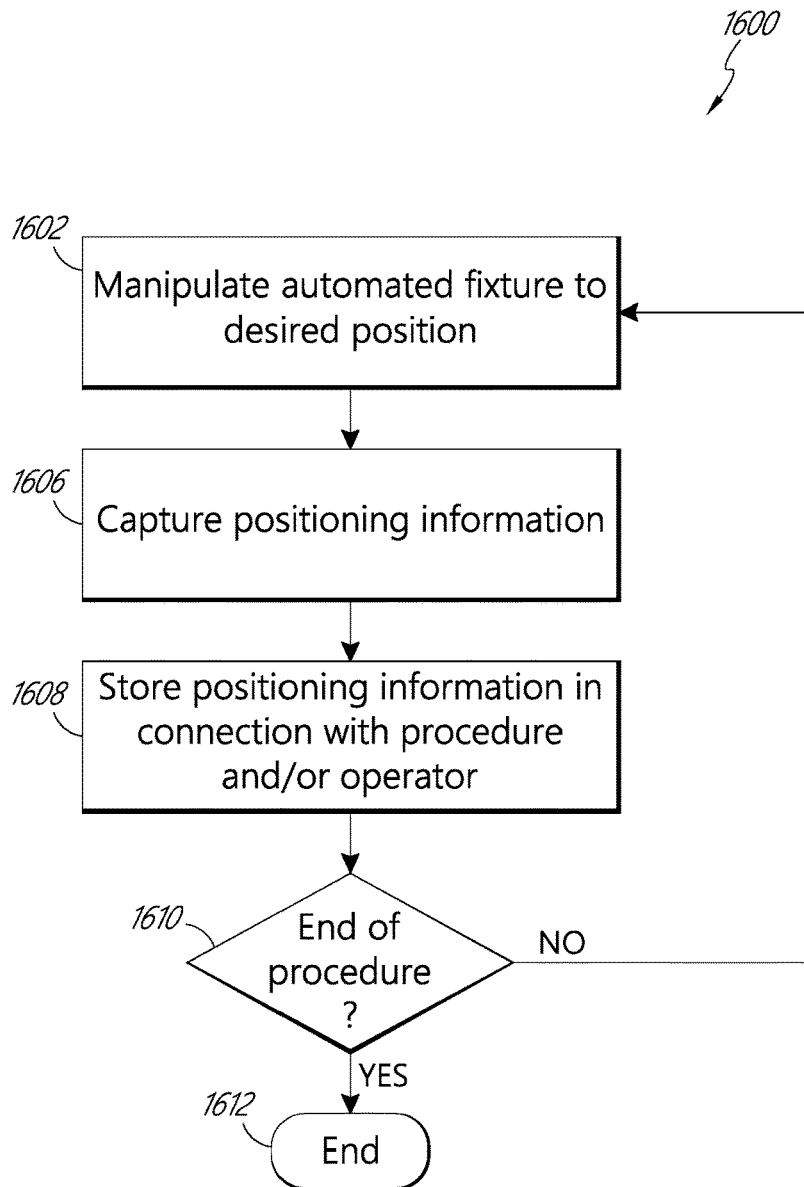 1600
1602
Manipulate automated fixture to
desired position
1606
Capture positioning information
1608
Store positioning information in
connection with procedure
and/or operator
1610
End of
procedure
?
NO
YES
1612
End